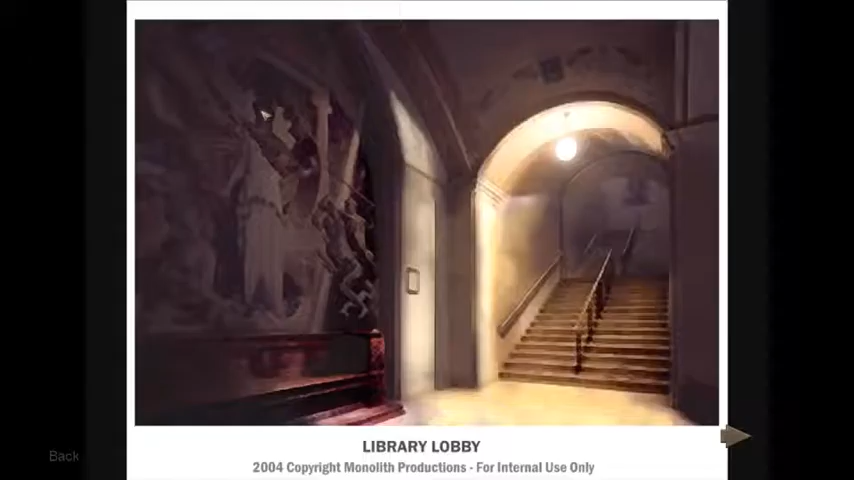 LIBRARY LOBBY
2004 Copyright Monolith Productions - For Internal Use Only
Back